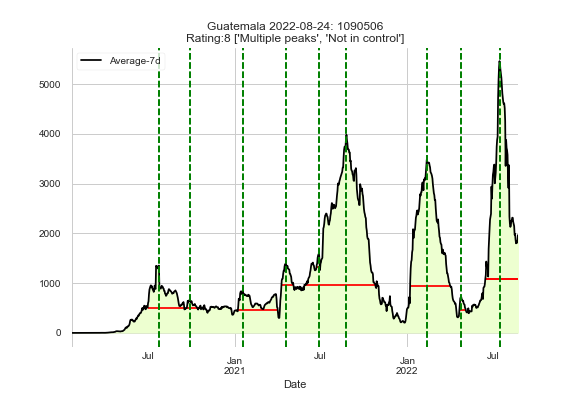 Guatemala 2022-08-24: 1090506
Rating:8 ['Multiple peaks', 'Not in control']
Average-7d
5000
4000
3000
2000
1000
0
Jul Jan Jul Jan Jul
2021 2022
Date